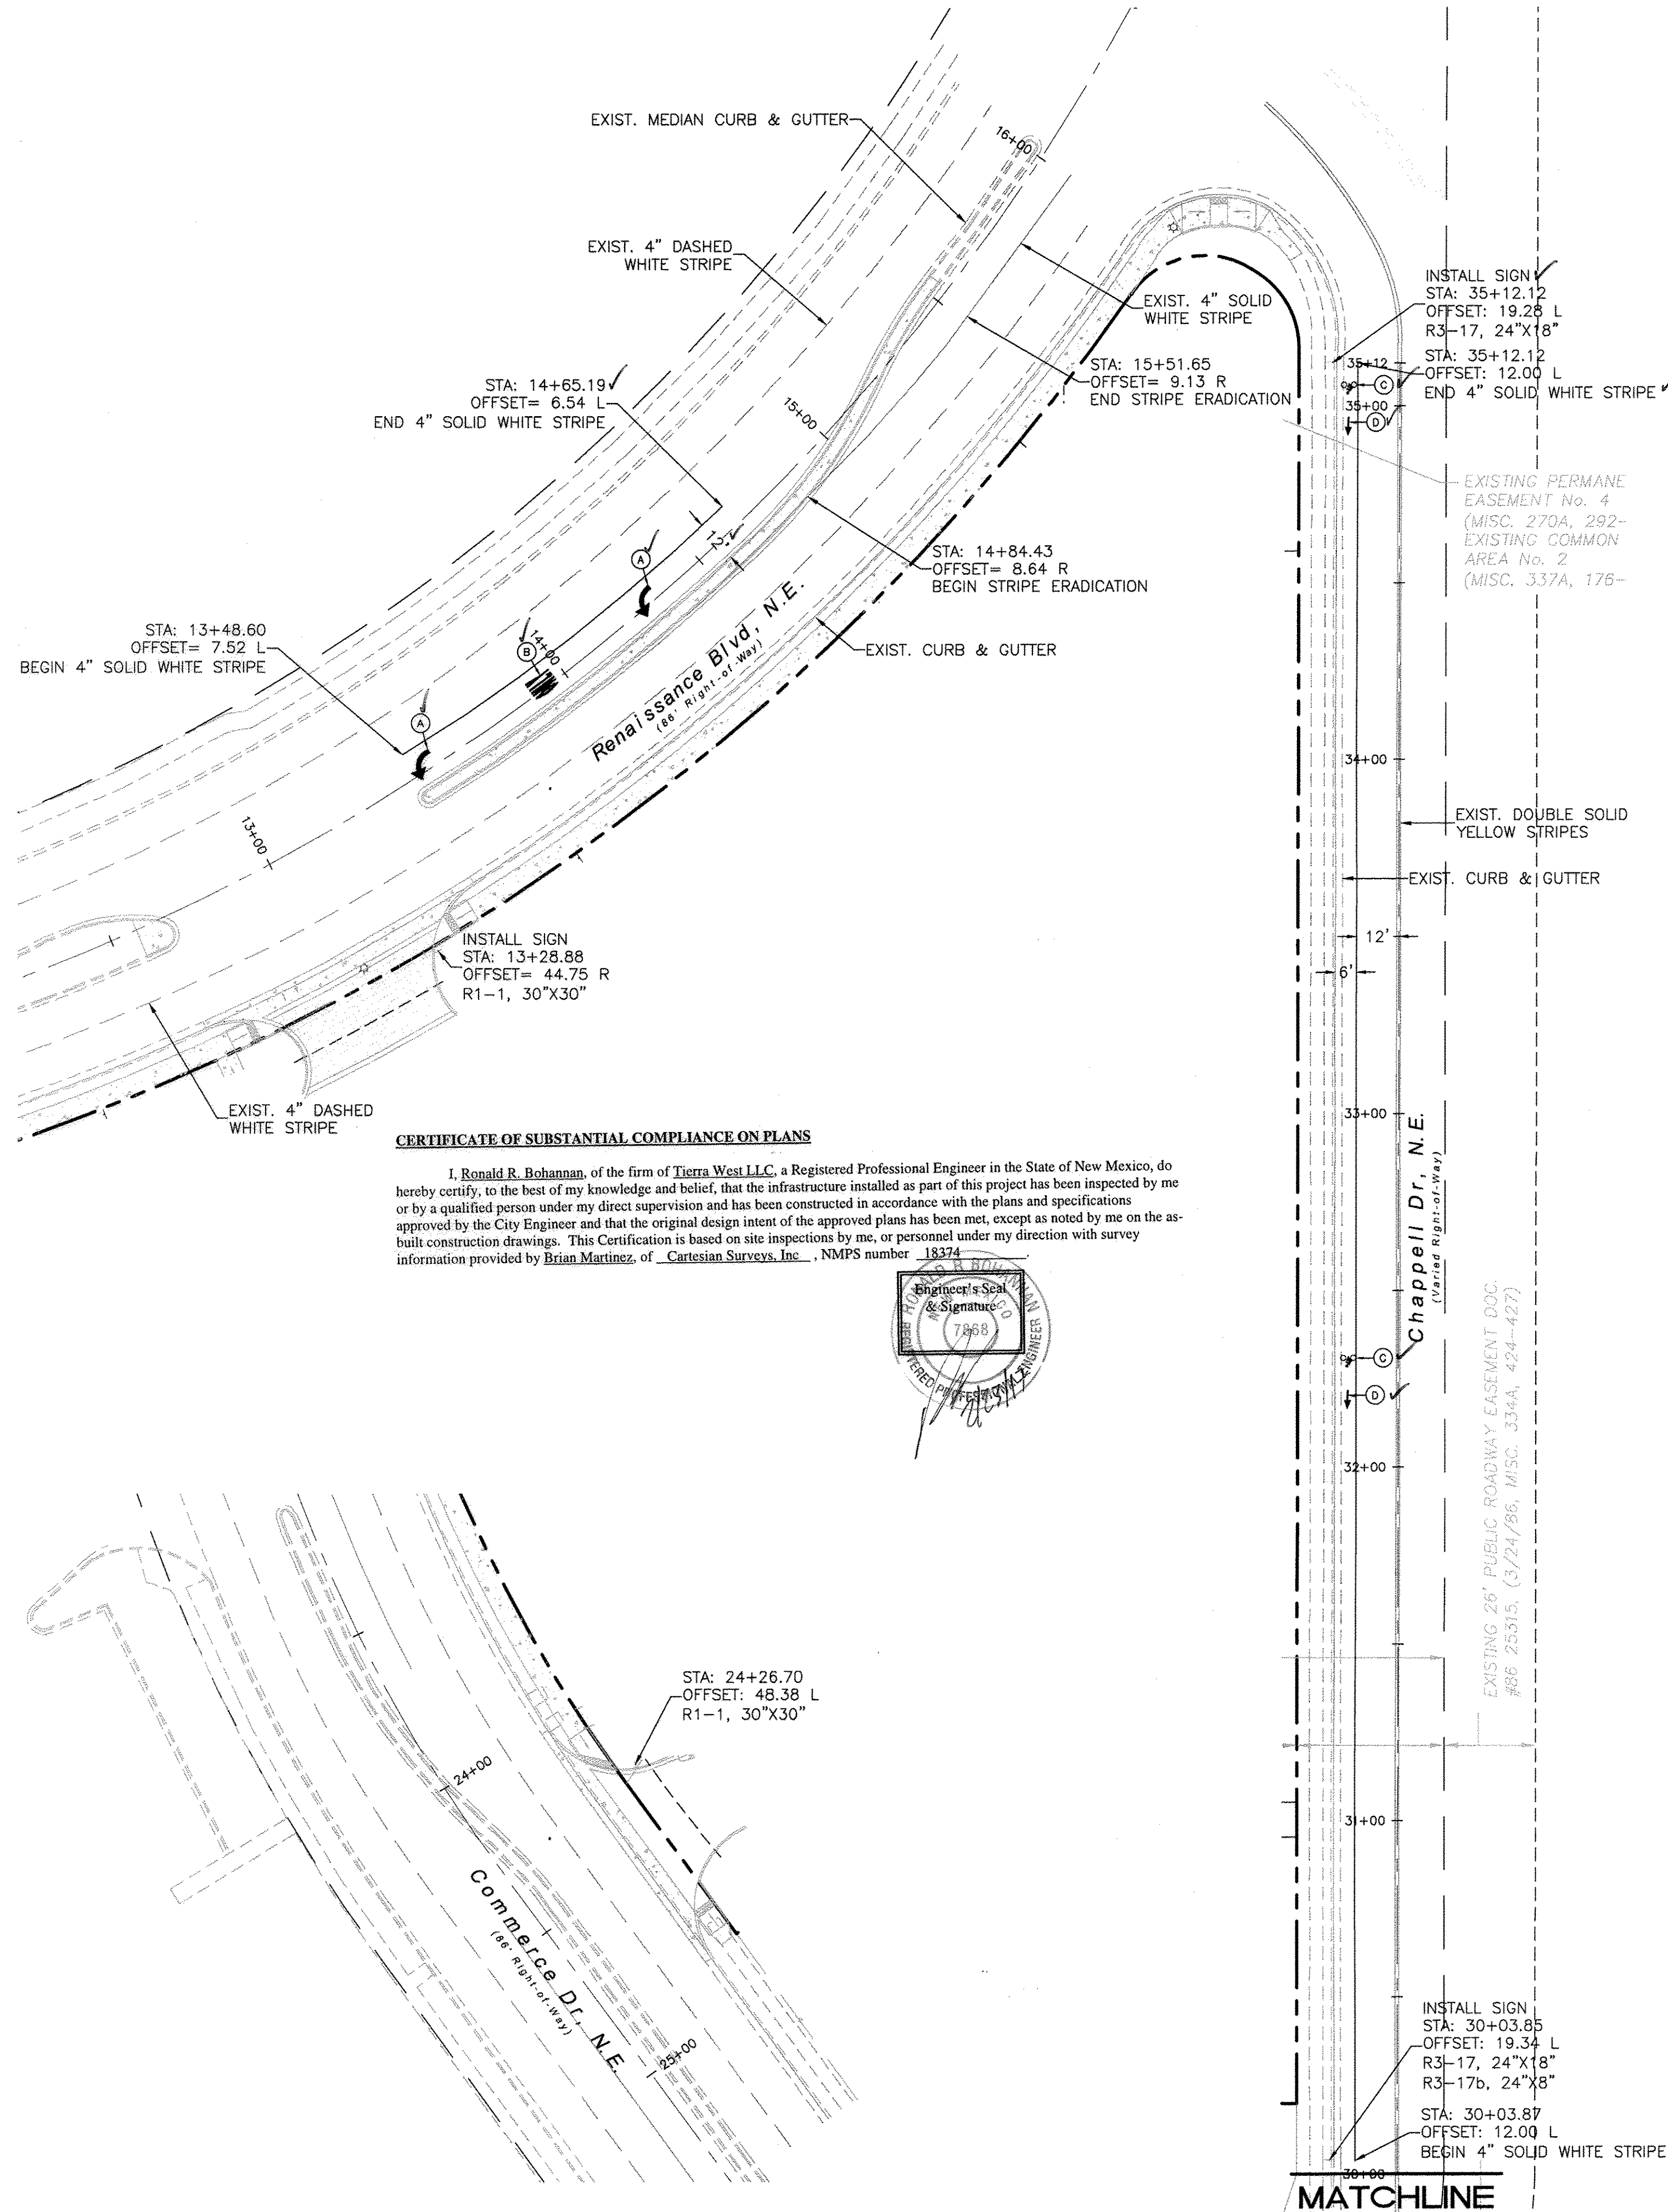 EXIST. MEDIAN CURB & GUTTER
16+00
EXIST. 4" DASHED
WHITE STRIPE
EXIST. 4" SOLID
WHITE STRIPE
STA: 15+51.65
OFFSET= 9.13 R
END STRIPE ERADICATION
STA: 14+65.19
OFFSET= 6.54 L
END 4" SOLID WHITE STRIPE
15+00
12'
A
STA: 14+84.43
OFFSET= 8.64 R
BEGIN STRIPE ERADICATION
STA: 13+48.60
OFFSET= 7.52 L
BEGIN 4" SOLID WHITE STRIPE
14+00
B
A
EXIST. CURB & GUTTER
Renaissance Blvd, N.E.
(86' Right-of-Way)
13+00
INSTALL SIGN
STA: 13+28.88
OFFSET= 44.75 R
R1-1, 30"X30"
EXIST. 4" DASHED
WHITE STRIPE
INSTALL SIGN
STA: 35+12.12
OFFSET: 19.28 L
R3-17, 24"X18"
STA: 35+12.12
OFFSET: 12.00 L
END 4" SOLID WHITE STRIPE
35+12
C
35+00
D
EXISTING PERMANE
EASEMENT No. 4
(MISC. 270A, 292-
EXISTING COMMON
AREA No. 2
(MISC. 337A, 176-
34+00
EXIST. DOUBLE SOLID
YELLOW STRIPES
EXIST. CURB & GUTTER
12'
6'
33+00
Chappell Dr, N.E.
(Varied Right-of-Way)
C
D
32+00
EXISTING 26' PUBLIC ROADWAY EASEMENT DOC.
#86 25315, (3/24/86, MISC. 334A, 424-427)
31+00
INSTALL SIGN
STA: 30+03.85
OFFSET: 19.34 L
R3-17, 24"X18"
R3-17b, 24"X8"
STA: 30+03.87
OFFSET: 12.00 L
BEGIN 4" SOLID WHITE STRIPE
30+00
MATCHLINE
CERTIFICATE OF SUBSTANTIAL COMPLIANCE ON PLANS
I, Ronald R. Bohannan, of the firm of Tierra West LLC, a Registered Professional Engineer in the State of New Mexico, do
hereby certify, to the best of my knowledge and belief, that the infrastructure installed as part of this project has been inspected by me
or by a qualified person under my direct supervision and has been constructed in accordance with the plans and specifications
approved by the City Engineer and that the original design intent of the approved plans has been met, except as noted by me on the as-
built construction drawings. This Certification is based on site inspections by me, or personnel under my direction with survey
information provided by Brian Martinez, of Cartesian Surveys, Inc , NMPS number 18374 .
Engineer's Seal
& Signature
RONALD R BOHANNAN
NEW MEXICO
7868
REGISTERED PROFESSIONAL ENGINEER
STA: 24+26.70
OFFSET: 48.38 L
R1-1, 30"X30"
24+00
Commerce Dr, N.E.
(86' Right-of-Way)
25+00